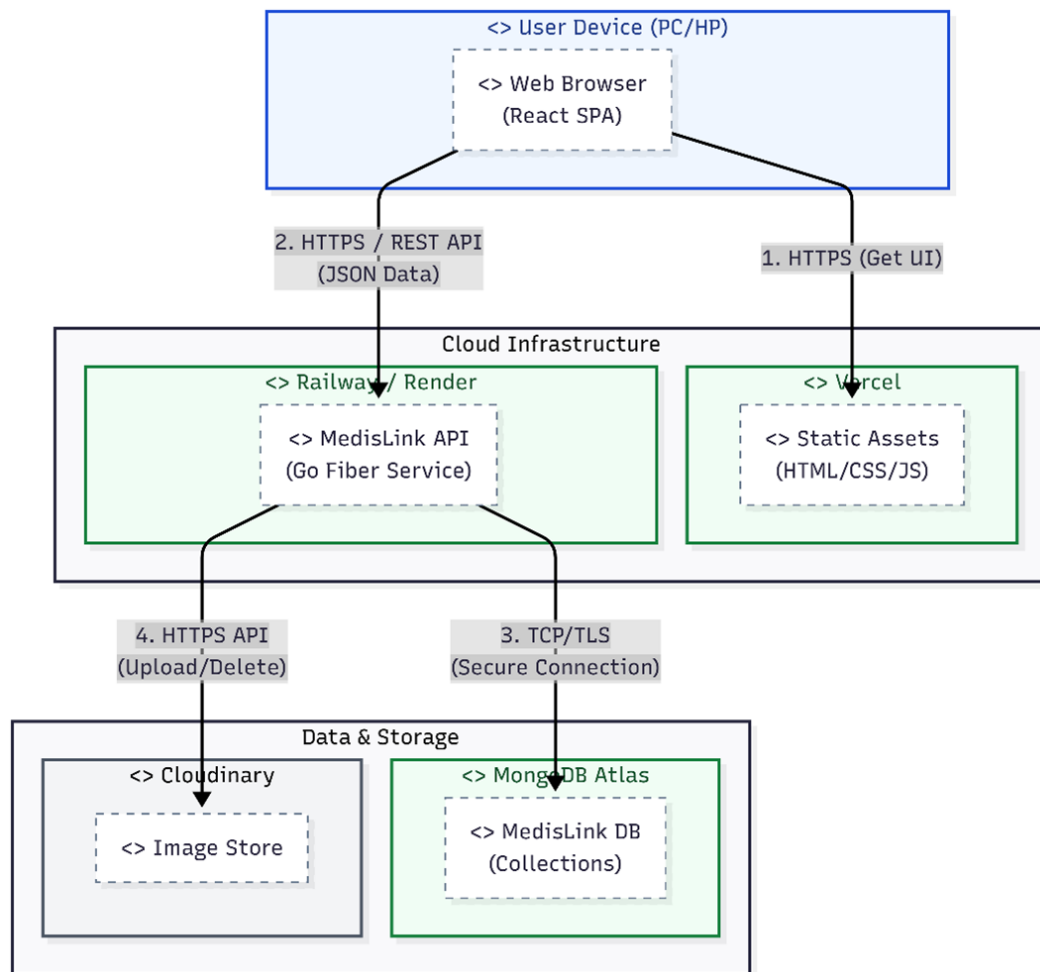 <> User Device (PC/HP)
<> Web Browser
(React SPA)
2. HTTPS / REST API
(JSON Data)
1. HTTPS (Get UI)
Cloud Infrastructure
<> Railway / Render
<> MedisLink API
(Go Fiber Service)
<> Vercel
<> Static Assets
(HTML/CSS/JS)
4. HTTPS API
(Upload/Delete)
3. TCP/TLS
(Secure Connection)
Data & Storage
<> Cloudinary
<> Image Store
<> MongoDB Atlas
<> MedisLink DB
(Collections)